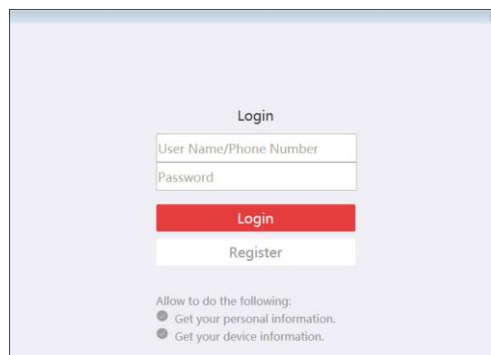 Login
User Name/Phone Number
Password
Login
Register
Allow to do the following:
Get your personal information.
Get your device information.